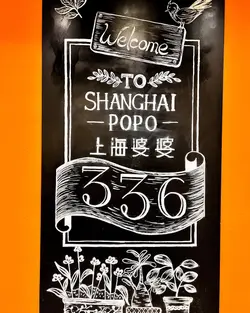 Welcome
TO
SHANGHAI
— POPO —
上海婆婆
336